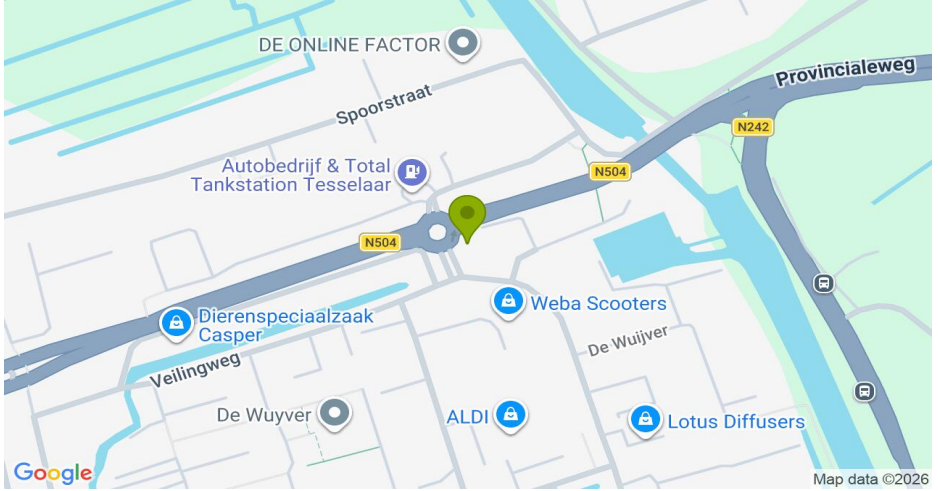 DE ONLINE FACTOR
Provincialeweg
Spoorstraat
N242
Autobedrijf & Total
Tankstation Tesselaar
N504
N504
Weba Scooters
Dierenspeciaalzaak
Casper
De Wuijver
Veilingweg
De Wuyver
ALDI
Lotus Diffusers
Google
Map data ©2026